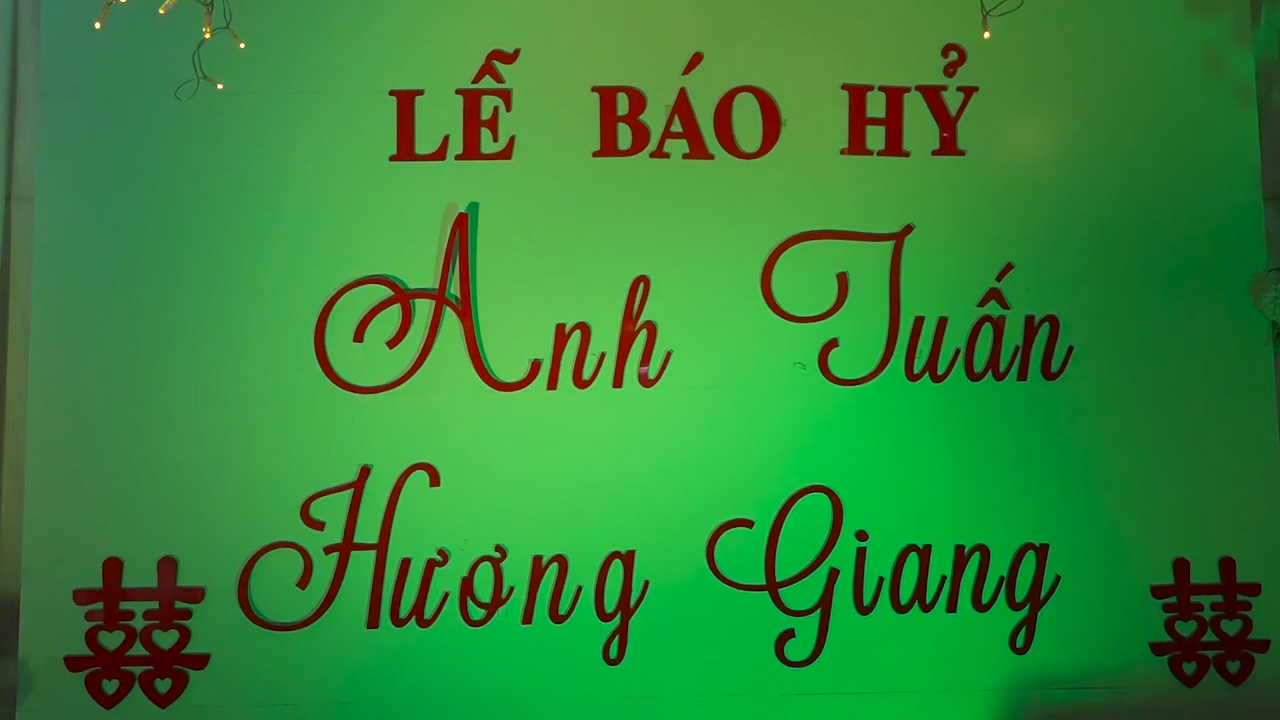 LỄ BÁO HỶ
Anh Tuấn
Hương Giang
囍 囍